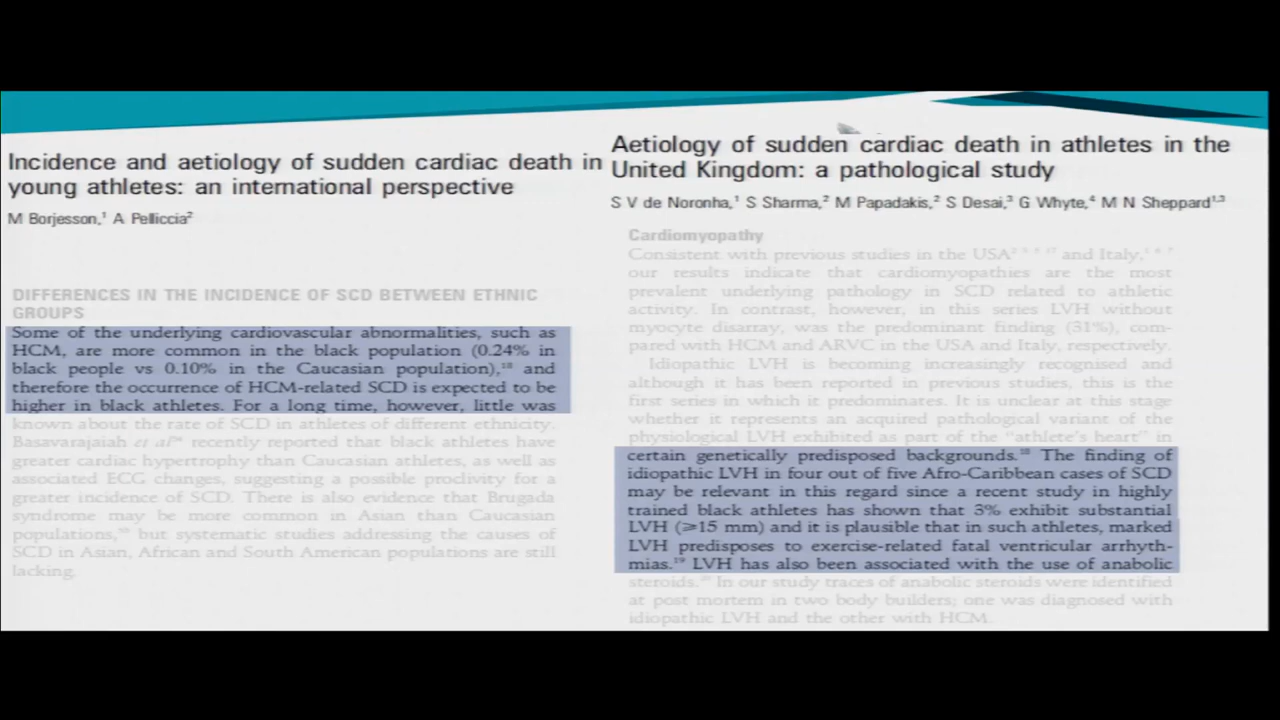 Incidence and aetiology of sudden cardiac death in
young athletes: an international perspective
M Borjesson,¹ A Pelliccia²
DIFFERENCES IN THE INCIDENCE OF SCD BETWEEN ETHNIC
GROUPS
Some of the underlying cardiovascular abnormalities, such as
HCM, are more common in the black population (0.24% in
black people vs 0.10% in the Caucasian population),¹⁸ and
therefore the occurrence of HCM-related SCD is expected to be
higher in black athletes. For a long time, however, little was
known about the rate of SCD in athletes of different ethnicity.
Basavarajaiah et al recently reported that black athletes have
greater cardiac hypertrophy than Caucasian athletes, as well as
associated ECG changes, suggesting a possible proclivity for a
greater incidence of SCD. There is also evidence that Brugada
syndrome may be more common in Asian than Caucasian
populations, but systematic studies addressing the causes of
SCD in Asian, African and South American populations are still
lacking.
Aetiology of sudden cardiac death in athletes in the
United Kingdom: a pathological study
S V de Noronha,¹ S Sharma,² M Papadakis,² S Desai,³ G Whyte,⁴ M N Sheppard¹,³
Cardiomyopathy
Consistent with previous studies in the USA and Italy,
our results indicate that cardiomyopathies are the most
prevalent underlying pathology in SCD related to athletic
activity. In contrast, however, in this series LVH without
myocyte disarray, was the predominant finding (31%), com-
pared with HCM and ARVC in the USA and Italy, respectively.
Idiopathic LVH is becoming increasingly recognised and
although it has been reported in previous studies, this is the
first series in which it predominates. It is unclear at this stage
whether it represents an acquired pathological variant of the
physiological LVH exhibited as part of the “athlete’s heart” in
certain genetically predisposed backgrounds.¹⁸ The finding of
idiopathic LVH in four out of five Afro-Caribbean cases of SCD
may be relevant in this regard since a recent study in highly
trained black athletes has shown that 3% exhibit substantial
LVH (≥15 mm) and it is plausible that in such athletes, marked
LVH predisposes to exercise-related fatal ventricular arrhyth-
mias.¹⁹ LVH has also been associated with the use of anabolic
steroids. In our study traces of anabolic steroids were identified
at post mortem in two body builders; one was diagnosed with
idiopathic LVH and the other with HCM.